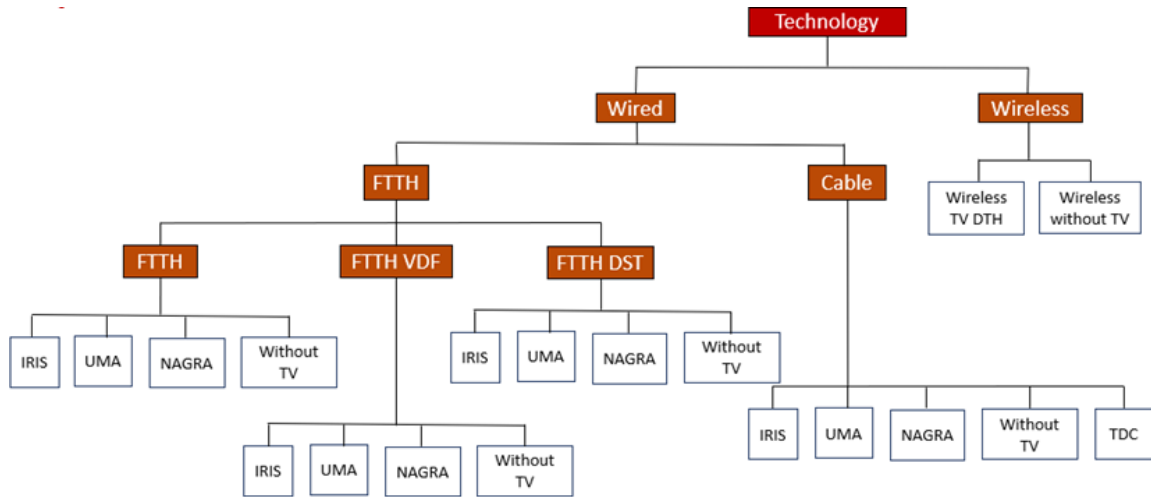 Technology
Wired
Wireless
FTTH
Cable
Wireless
TV DTH
Wireless
without TV
FTTH
FTTH VDF
FTTH DST
IRIS
UMA
NAGRA
Without
TV
IRIS
UMA
NAGRA
Without
TV
IRIS
UMA
NAGRA
Without
TV
IRIS
UMA
NAGRA
Without
TV
TDC